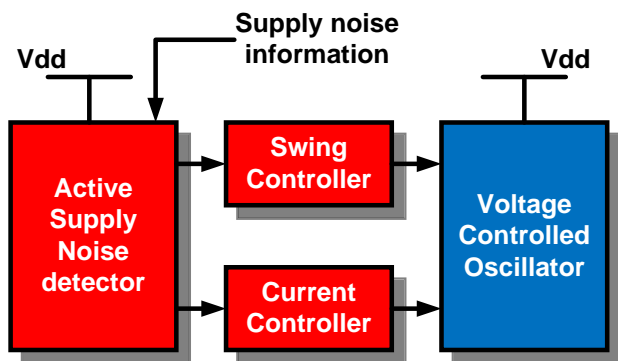 Supply noise
information
Vdd
Vdd
Active
Supply
Noise
detector
Swing
Controller
Current
Controller
Voltage
Controlled
Oscillator